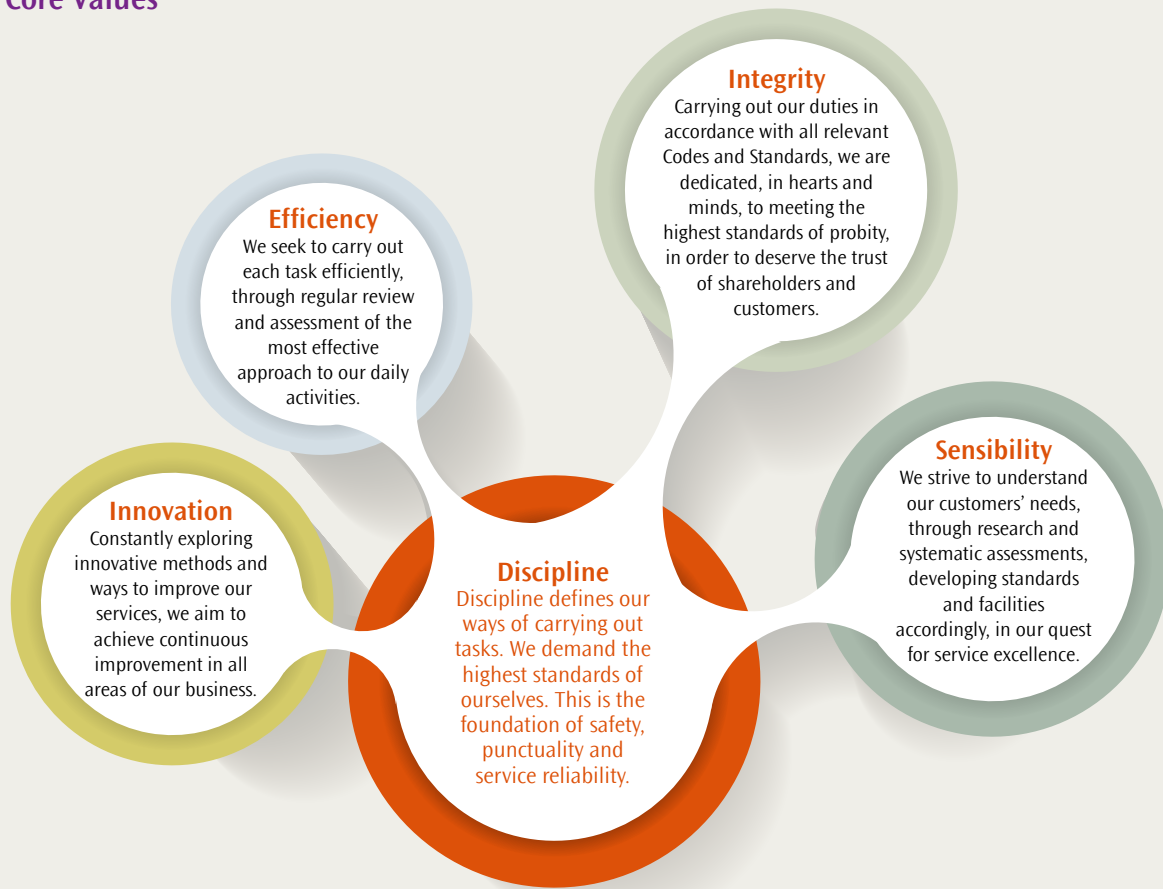 Core Values
Integrity
Carrying out our duties in
accordance with all relevant
Codes and Standards, we are
dedicated, in hearts and
minds, to meeting the
highest standards of probity,
in order to deserve the trust
of shareholders and
customers.
Efficiency
We seek to carry out
each task efficiently,
through regular review
and assessment of the
most effective
approach to our daily
activities.
Sensibility
We strive to understand
our customers’ needs,
through research and
systematic assessments,
developing standards
and facilities
accordingly, in our quest
for service excellence.
Innovation
Constantly exploring
innovative methods and
ways to improve our
services, we aim to
achieve continuous
improvement in all
areas of our business.
Discipline
Discipline defines our
ways of carrying out
tasks. We demand the
highest standards of
ourselves. This is the
foundation of safety,
punctuality and
service reliability.